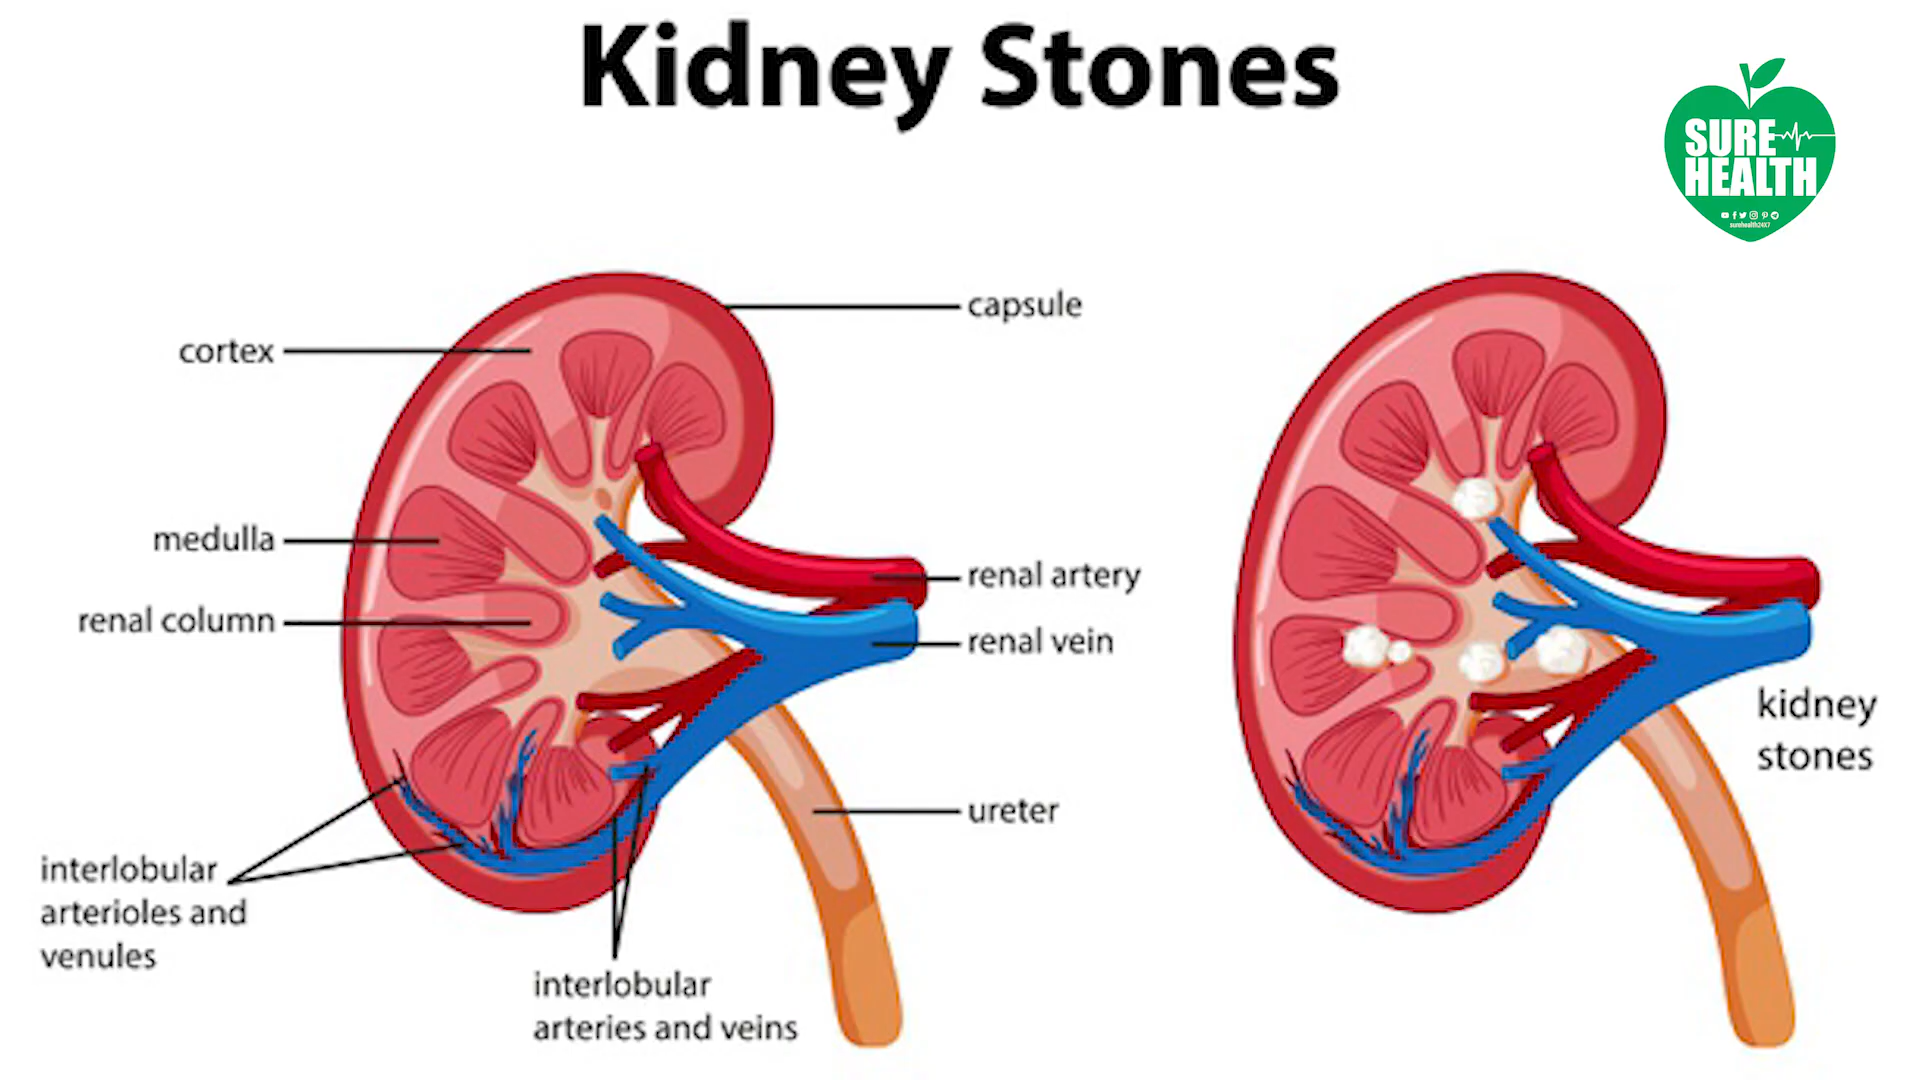 Kidney Stones
SURE
HEALTH
surehealth24X7
capsule
cortex
medulla
renal column
renal artery
renal vein
kidney
stones
ureter
interlobular
arterioles and
venules
interlobular
arteries and veins